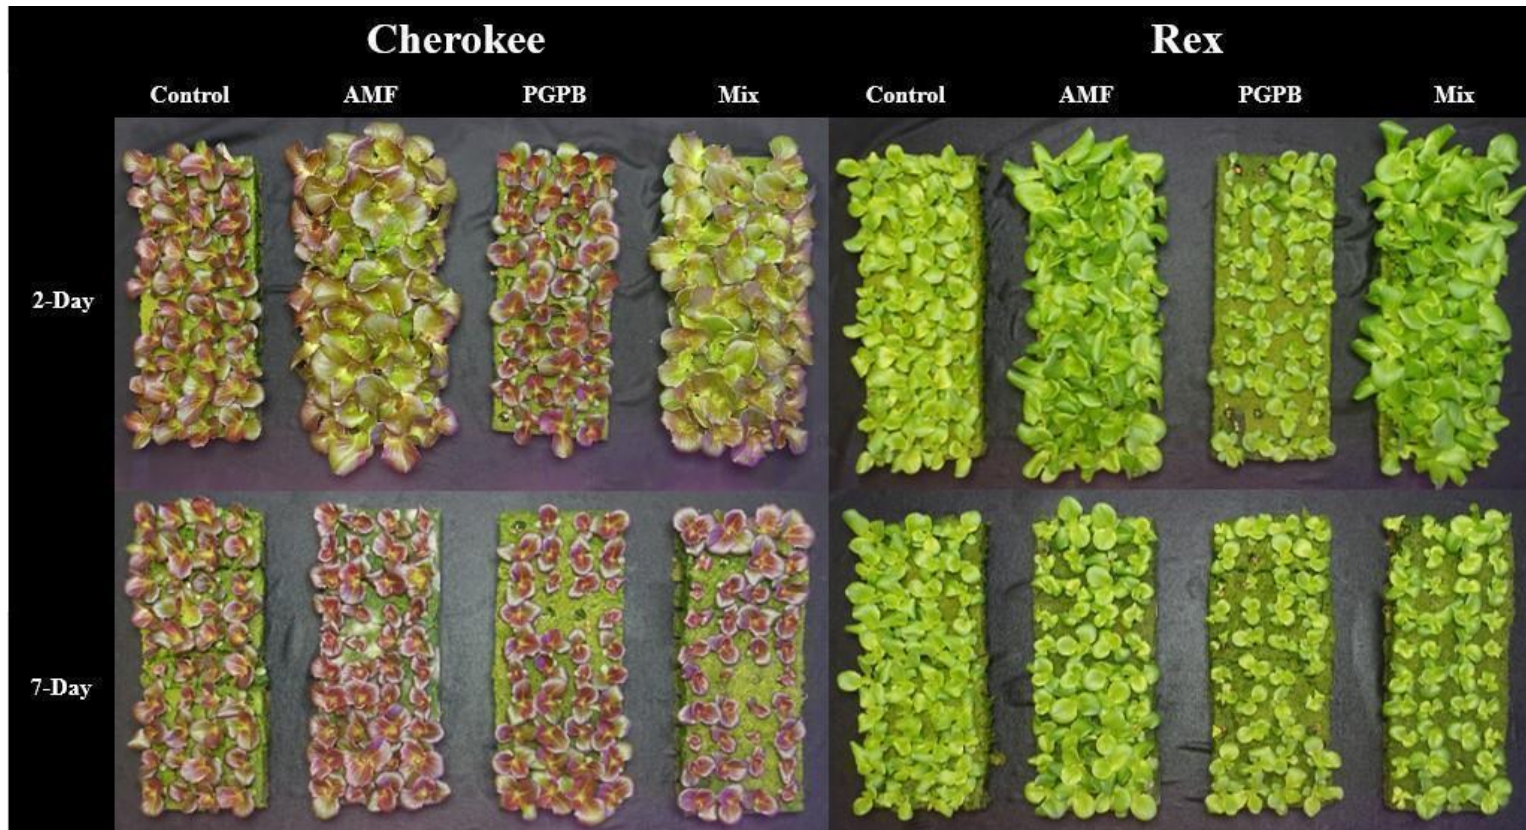 Cherokee Rex
Control AMF PGPB Mix Control AMF PGPB Mix
2-Day
7-Day